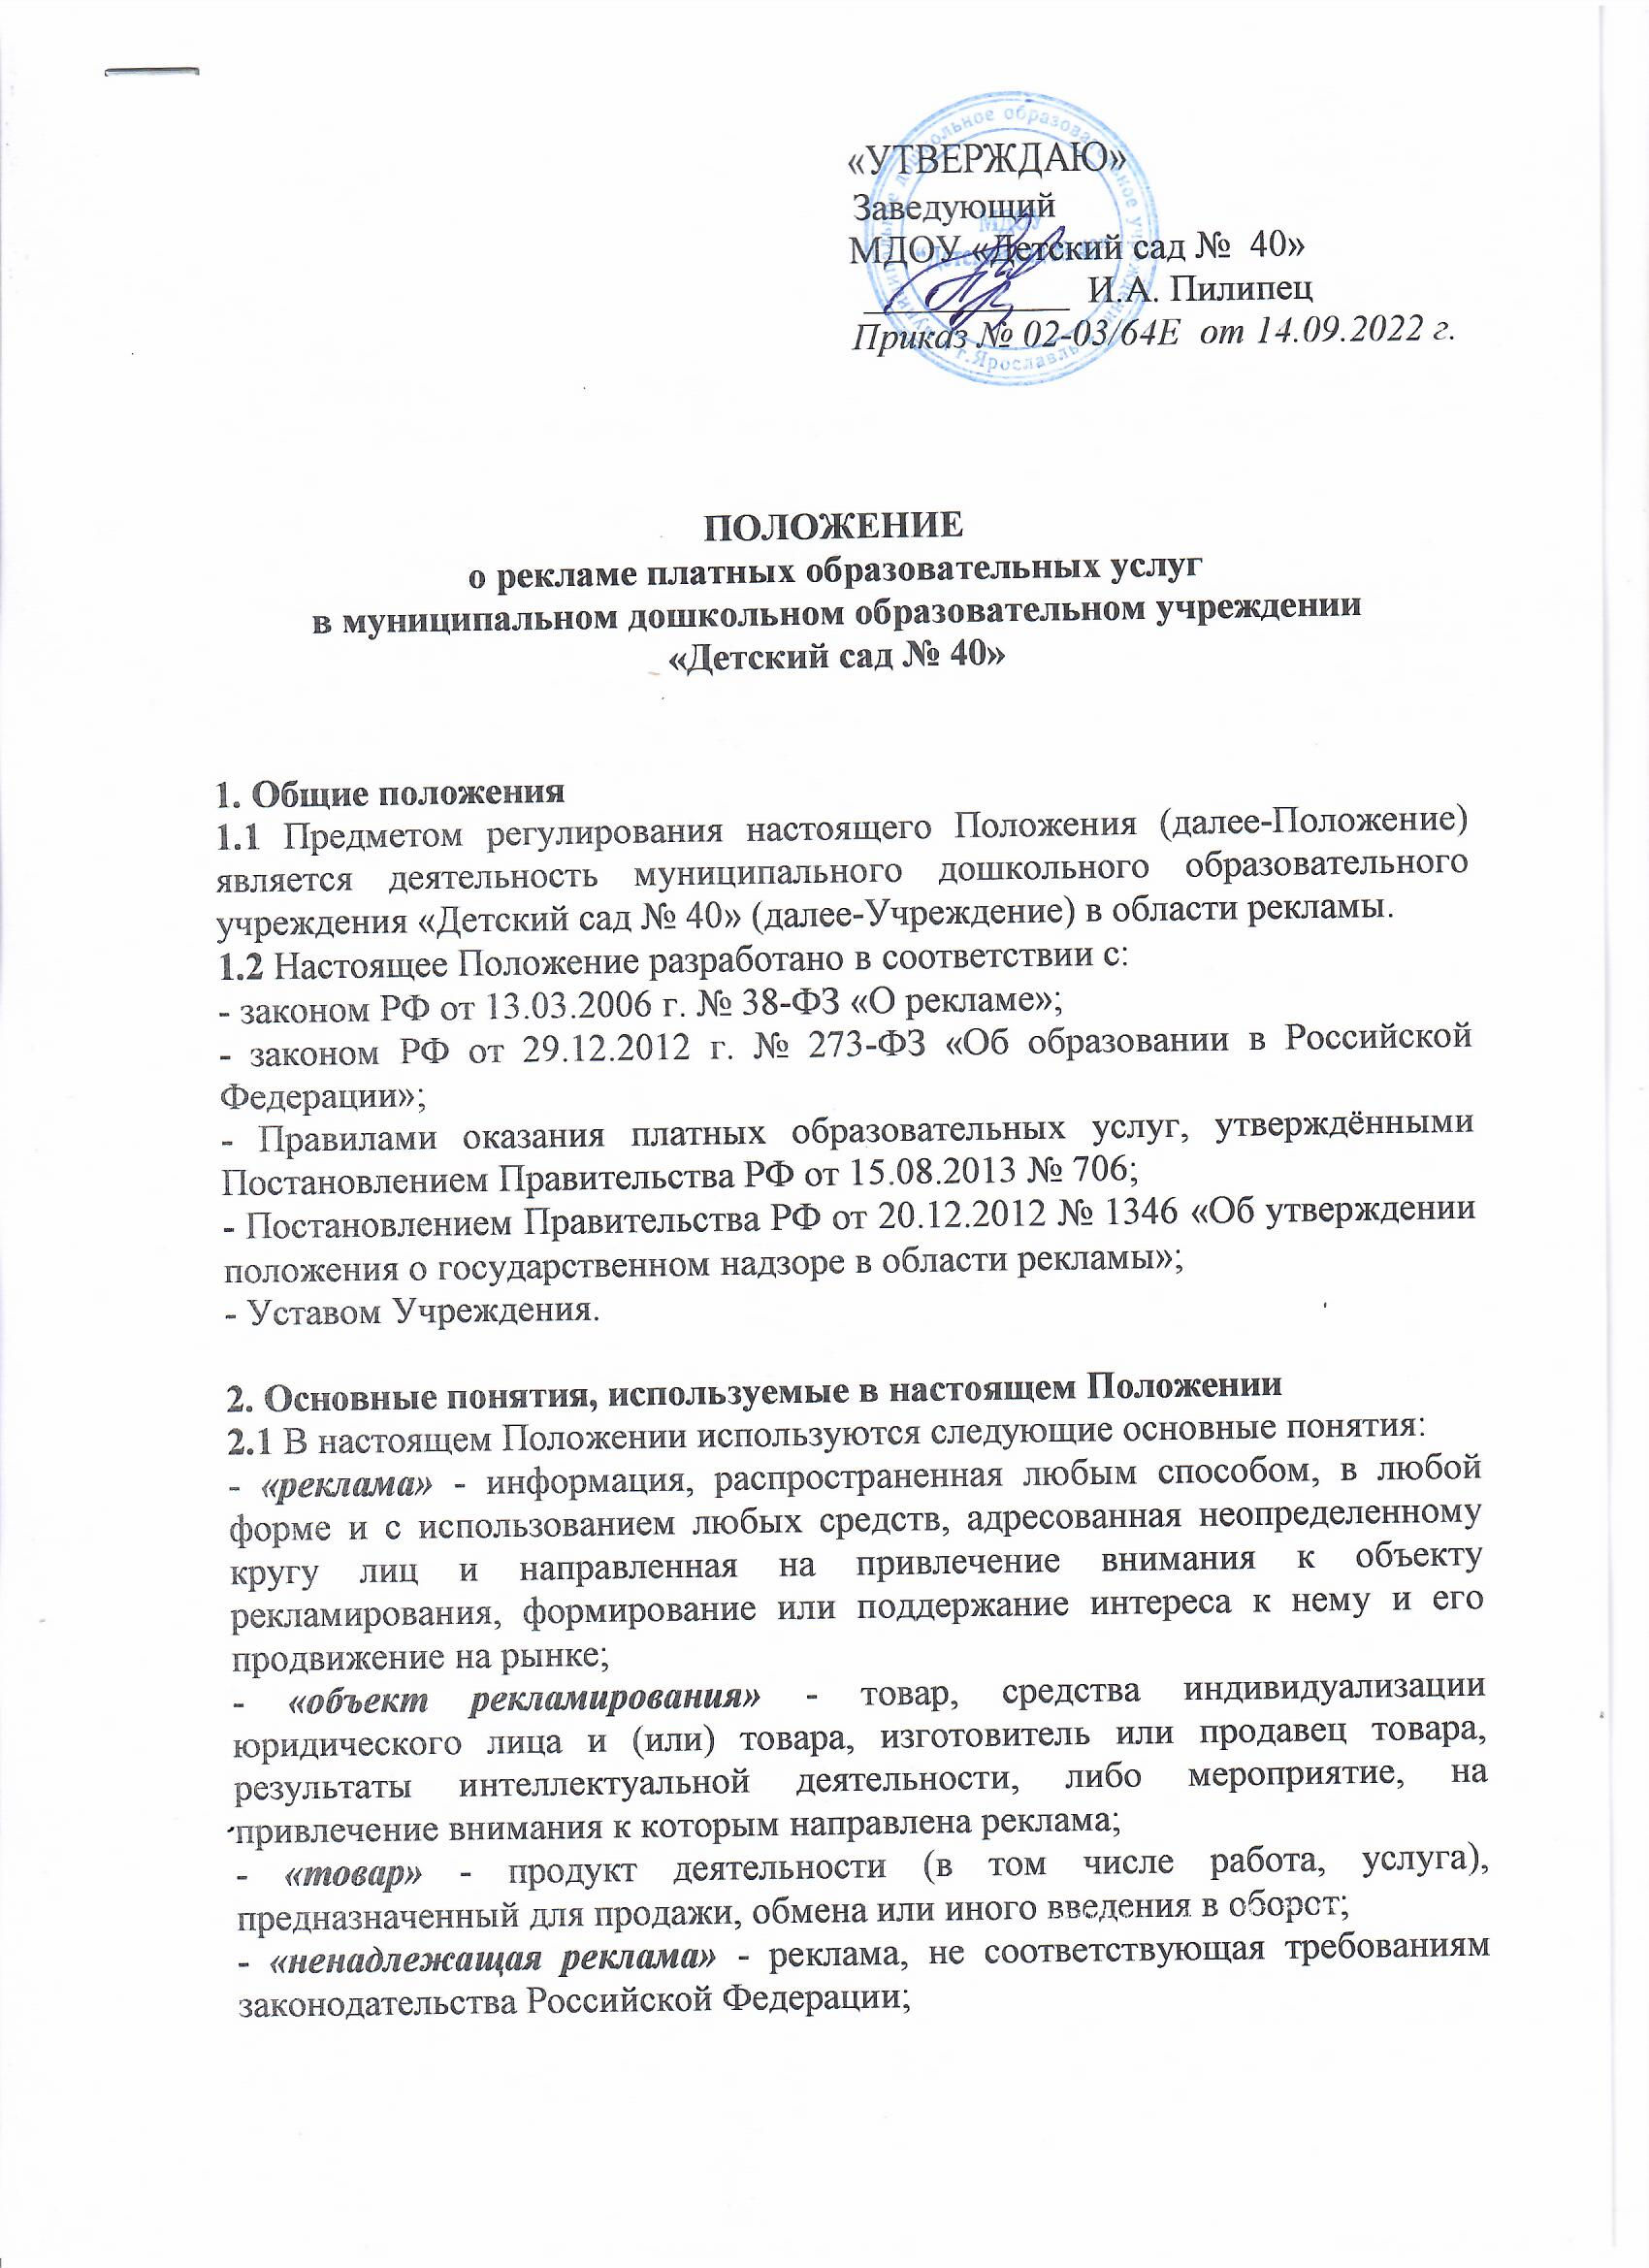 «УТВЕРЖДАЮ»
Заведующий
МДОУ «Детский сад № 40»
____________ И.А. Пилипец
Приказ № 02-03/64Е от 14.09.2022 г.
ПОЛОЖЕНИЕ
о рекламе платных образовательных услуг
в муниципальном дошкольном образовательном учреждении
«Детский сад № 40»
1. Общие положения
1.1 Предметом регулирования настоящего Положения (далее-Положение)
является деятельность муниципального дошкольного образовательного
учреждения «Детский сад № 40» (далее-Учреждение) в области рекламы.
1.2 Настоящее Положение разработано в соответствии с:
- законом РФ от 13.03.2006 г. № 38-ФЗ «О рекламе»;
- законом РФ от 29.12.2012 г. № 273-ФЗ «Об образовании в Российской
Федерации»;
- Правилами оказания платных образовательных услуг, утверждёнными
Постановлением Правительства РФ от 15.08.2013 № 706;
- Постановлением Правительства РФ от 20.12.2012 № 1346 «Об утверждении
положения о государственном надзоре в области рекламы»;
- Уставом Учреждения.
2. Основные понятия, используемые в настоящем Положении
2.1 В настоящем Положении используются следующие основные понятия:
- «реклама» - информация, распространенная любым способом, в любой
форме и с использованием любых средств, адресованная неопределенному
кругу лиц и направленная на привлечение внимания к объекту
рекламирования, формирование или поддержание интереса к нему и его
продвижение на рынке;
- «объект рекламирования» - товар, средства индивидуализации
юридического лица и (или) товара, изготовитель или продавец товара,
результаты интеллектуальной деятельности, либо мероприятие, на
привлечение внимания к которым направлена реклама;
- «товар» - продукт деятельности (в том числе работа, услуга),
предназначенный для продажи, обмена или иного введения в оборот;
- «ненадлежащая реклама» - реклама, не соответствующая требованиям
законодательства Российской Федерации;